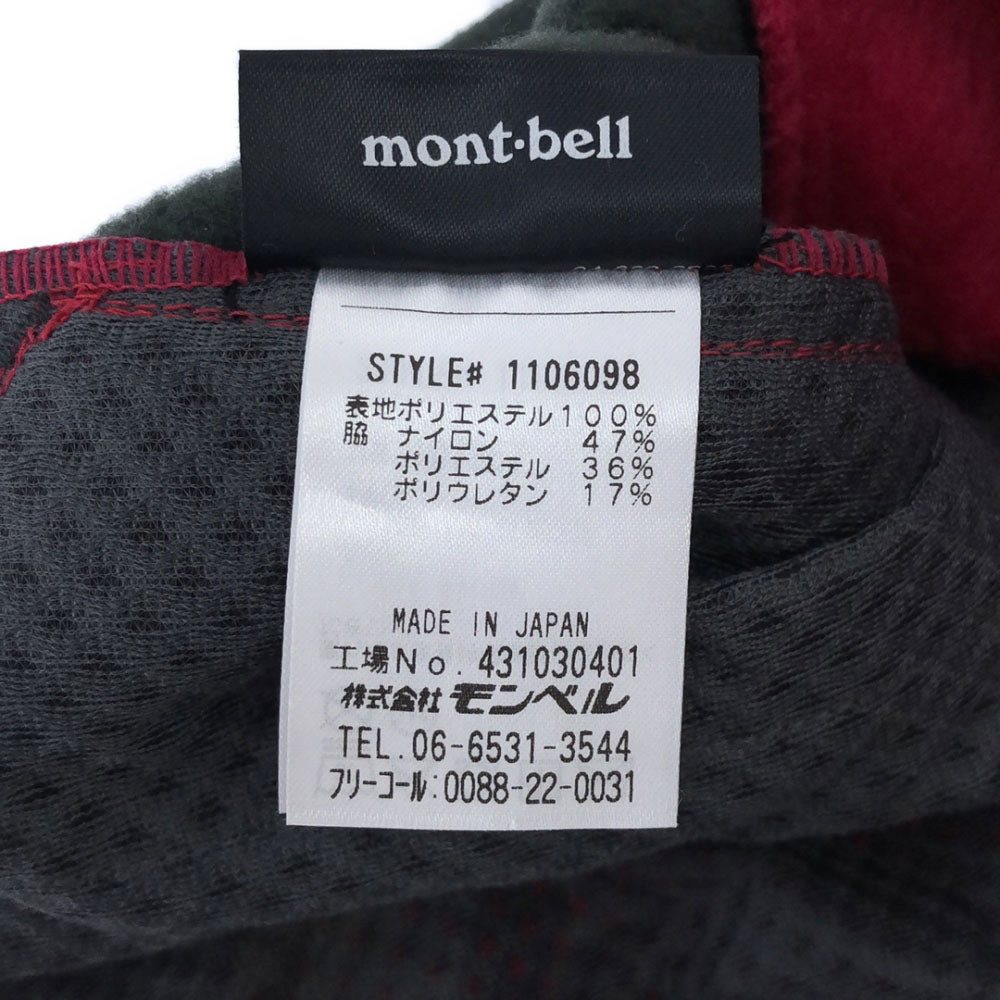 mont·bell
STYLE# 1106098
表地ポリエステル100%
脇 ナイロン 47%
ポリエステル 36%
ポリウレタン 17%
MADE IN JAPAN
工場No. 431030401
株式会社モンベル
TEL.06-6531-3544
フリーコール:0088-22-0031